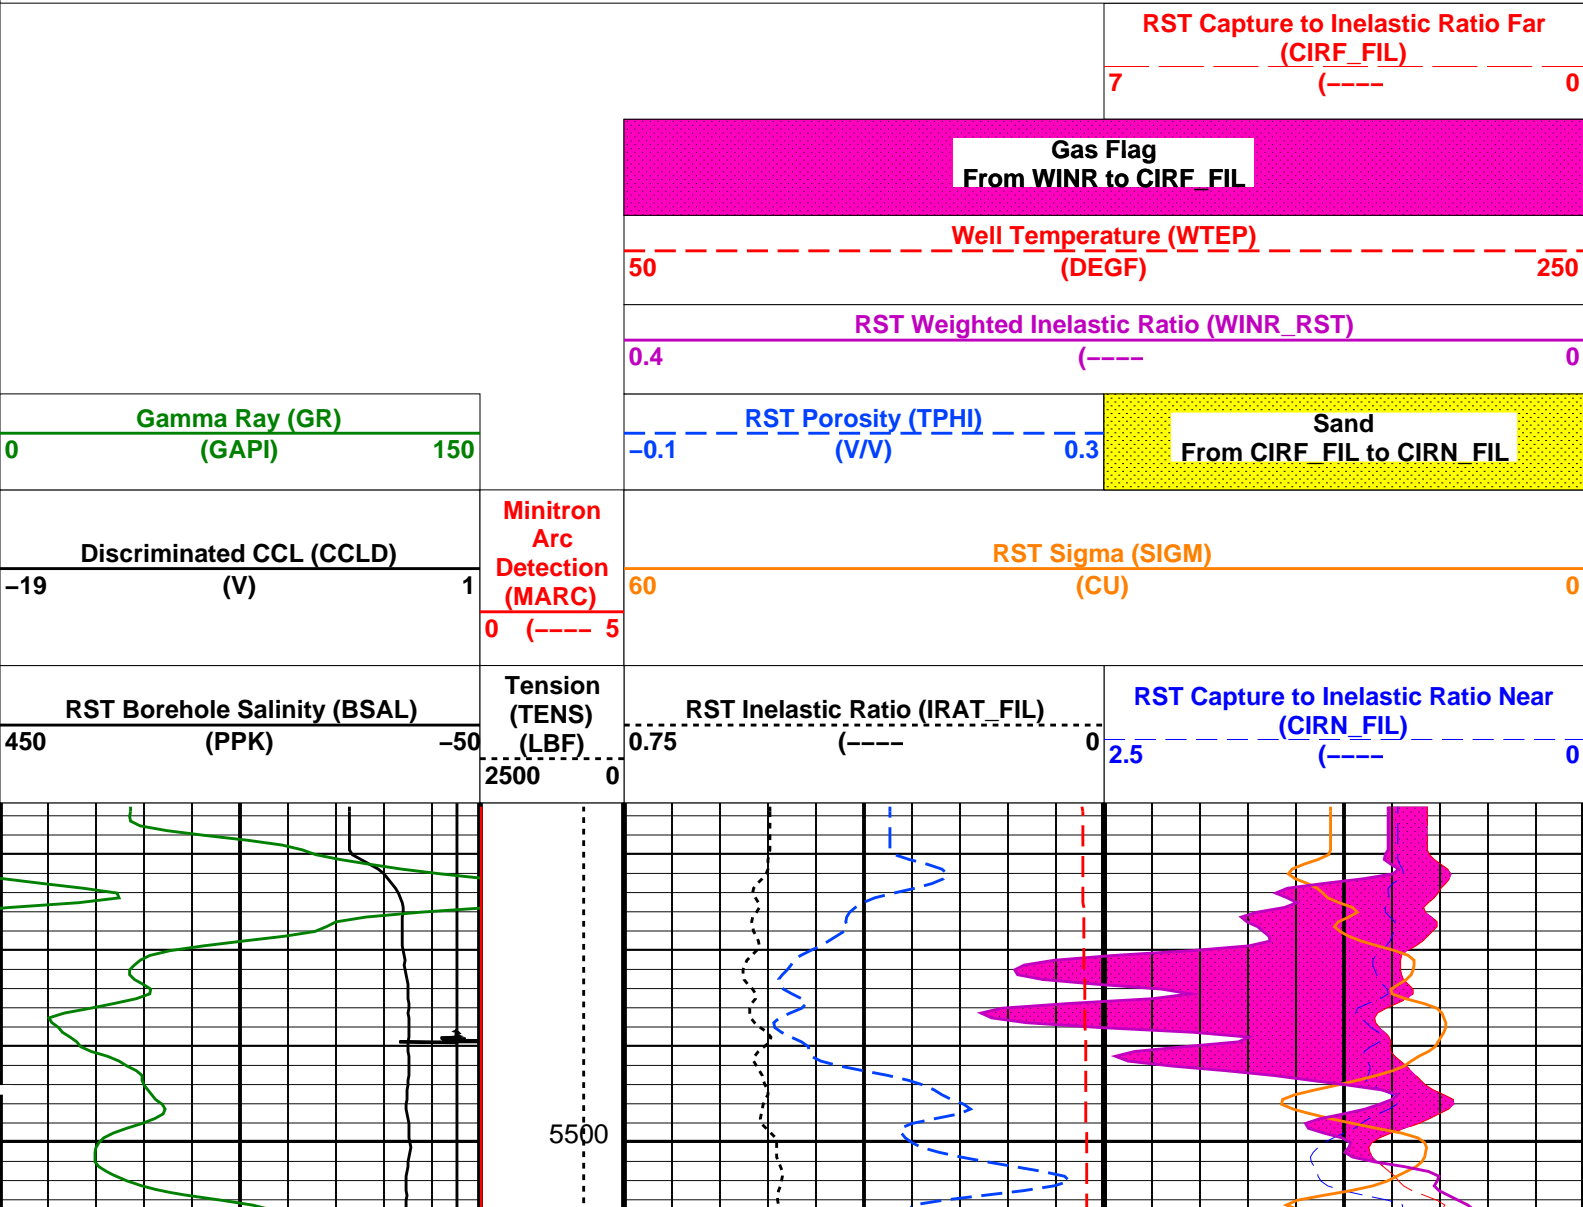 RST Capture to Inelastic Ratio Far
(CIRF_FIL)
7 (---- 0
Gas Flag
From WINR to CIRF_FIL
Well Temperature (WTEP)
50 (DEGF) 250
RST Weighted Inelastic Ratio (WINR_RST)
0.4 (---- 0
Gamma Ray (GR)
0 (GAPI) 150
RST Porosity (TPHI)
−0.1 (V/V) 0.3
Sand
From CIRF_FIL to CIRN_FIL
Discriminated CCL (CCLD)
−19 (V) 1
Minitron
Arc
Detection
(MARC)
0 (---- 5
RST Sigma (SIGM)
60 (CU) 0
RST Borehole Salinity (BSAL)
450 (PPK) −50
Tension
(TENS)
(LBF)
2500 0
RST Inelastic Ratio (IRAT_FIL)
0.75 (---- 0
RST Capture to Inelastic Ratio Near
(CIRN_FIL)
2.5 (---- 0
5500